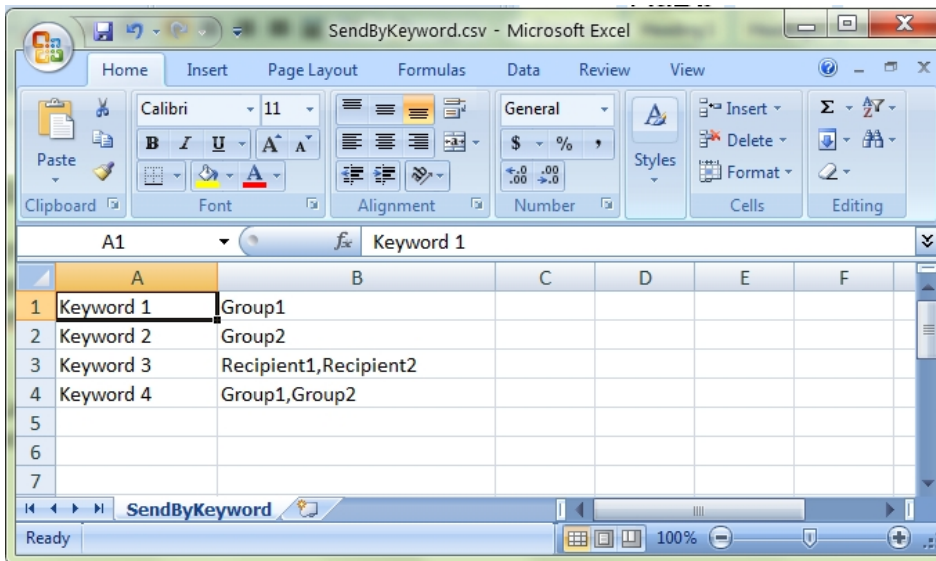 SendByKeyword.csv - Microsoft Excel
Home Insert Page Layout Formulas Data Review View
Calibri 11 General Σ Insert
B I U A A $ % , Delete
Paste Styles Format
Clipboard Font Alignment Number Cells Editing
A1 fx Keyword 1
A B C D E F
1 Keyword 1 Group1
2 Keyword 2 Group2
3 Keyword 3 Recipient1,Recipient2
4 Keyword 4 Group1,Group2
5
6
7
SendByKeyword
Ready 100%